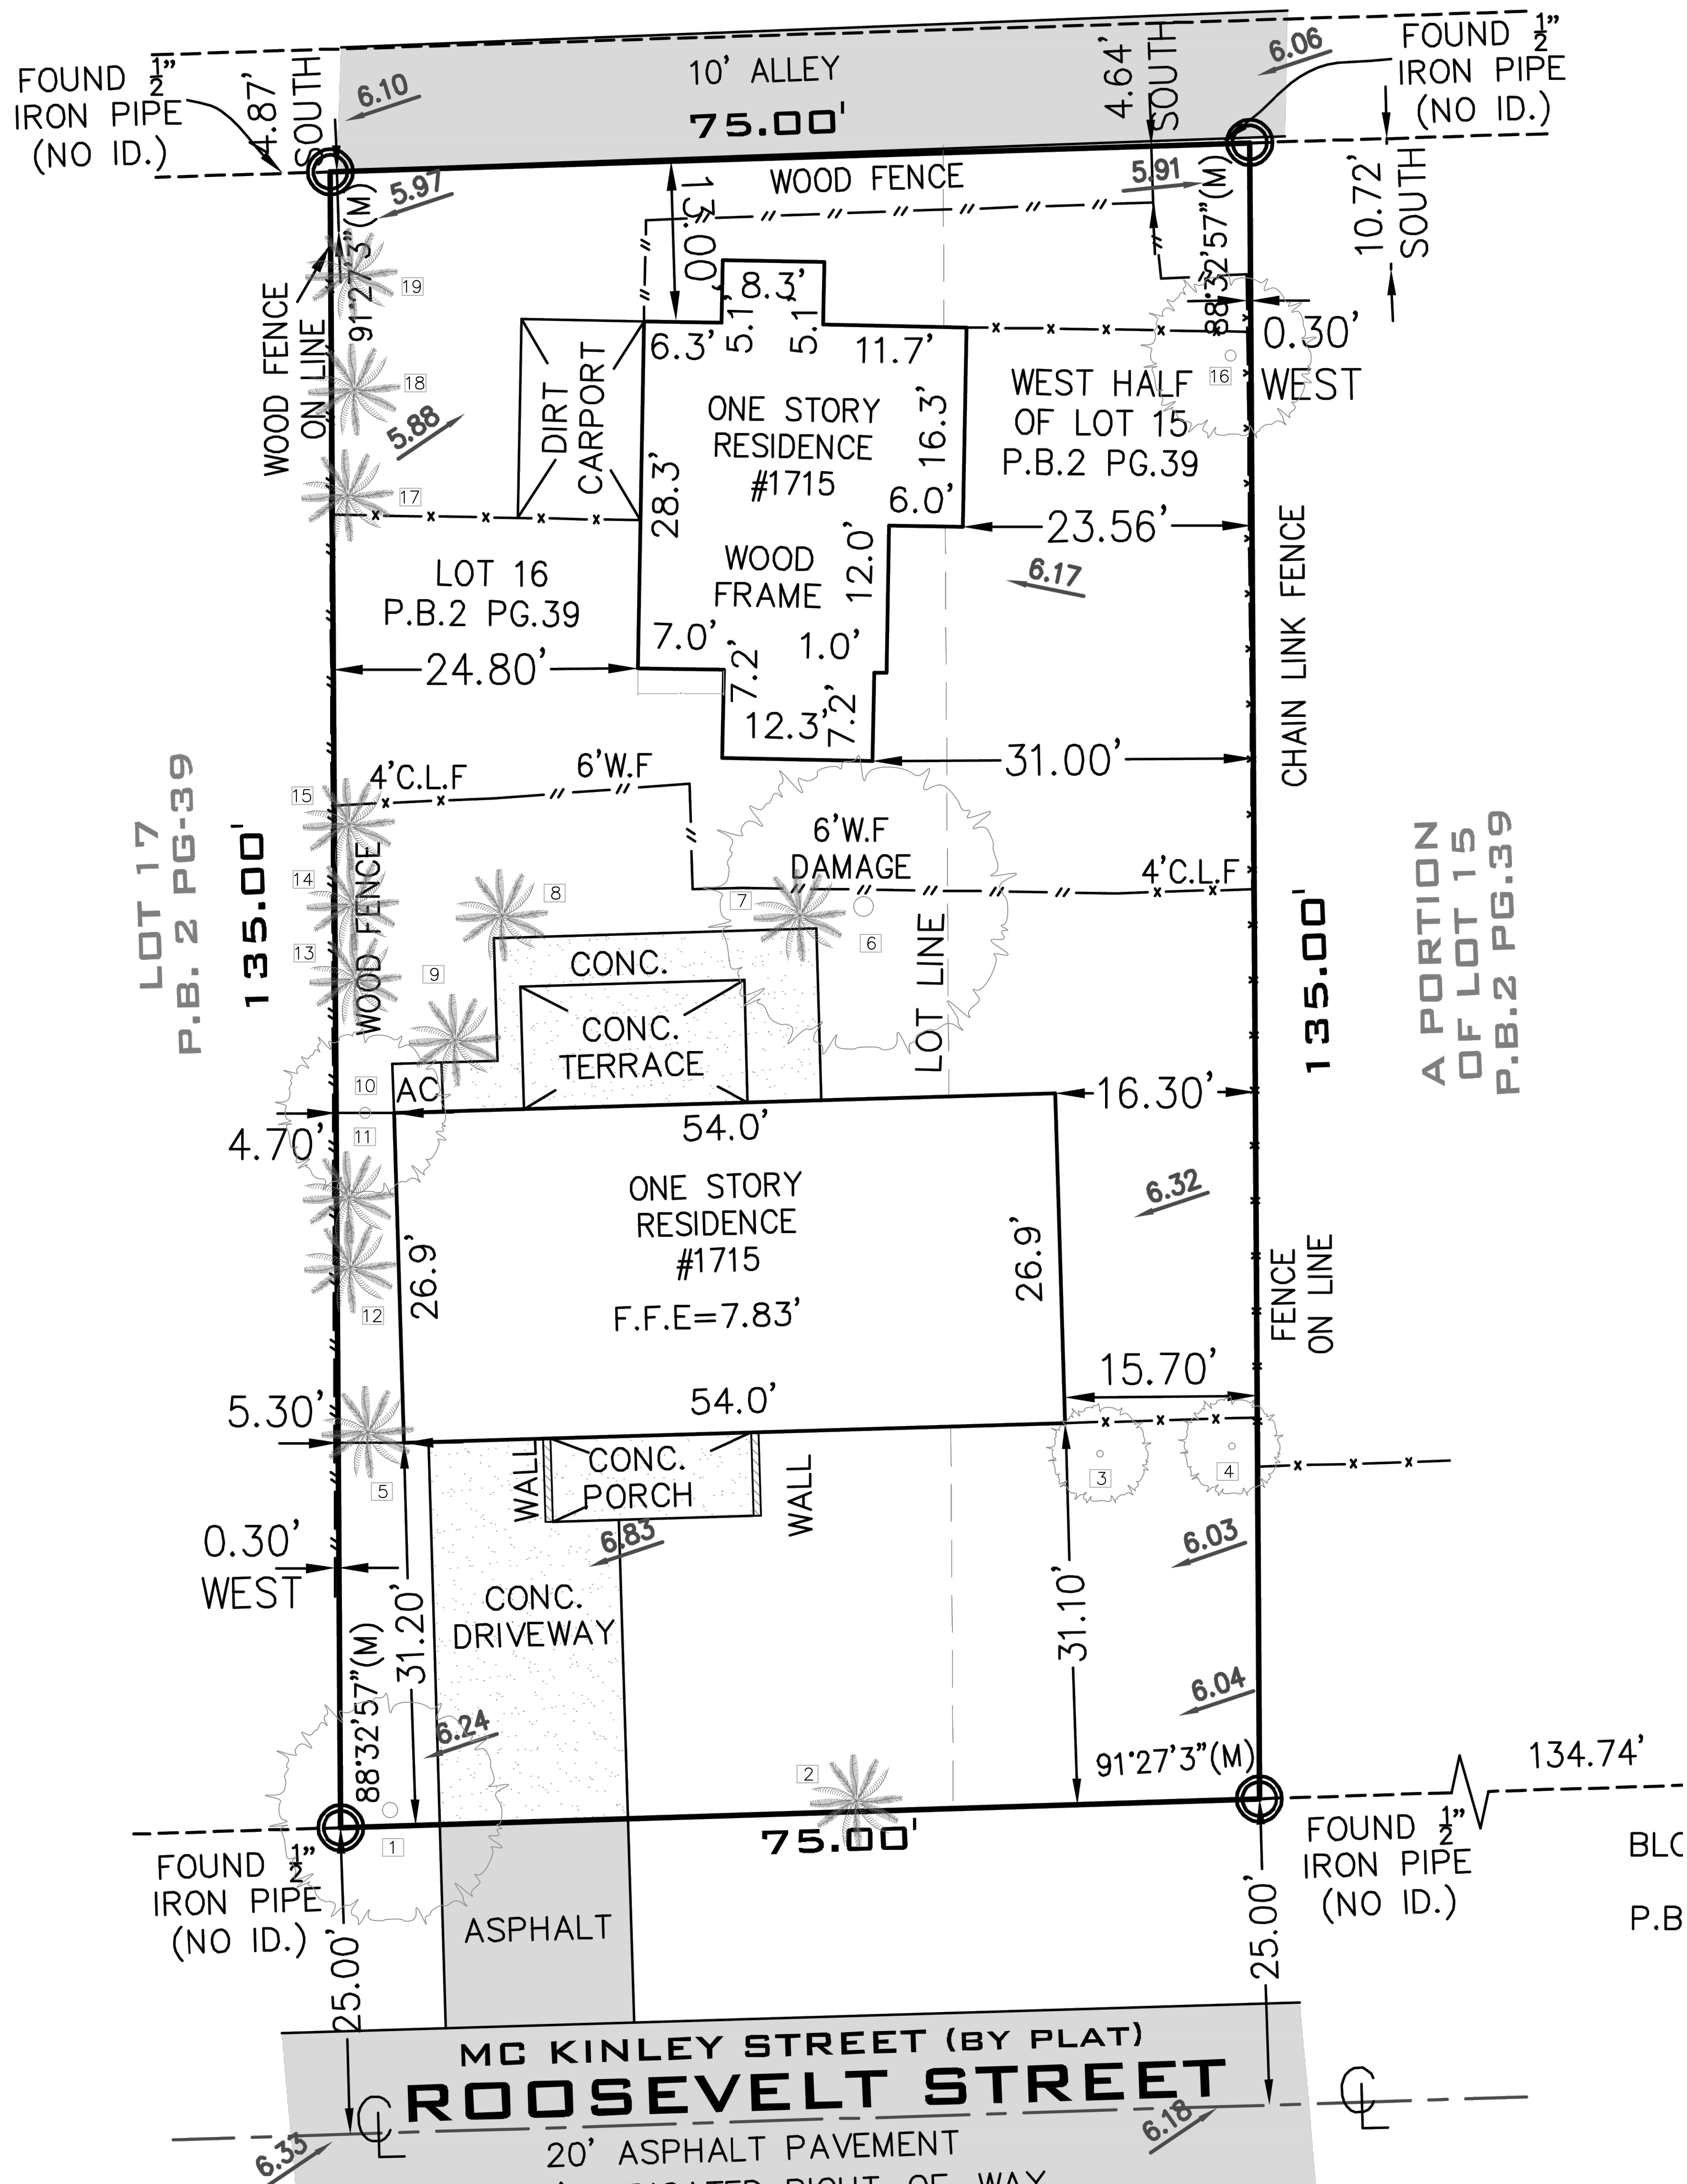 10' ALLEY
75.00'
FOUND 1/2"
IRON PIPE
(NO ID.)
4.87'
SOUTH
6.10
4.64'
SOUTH
6.06
FOUND 1/2"
IRON PIPE
(NO ID.)
10.72'
SOUTH
5.97
5.91
WOOD FENCE
13.00'
91°27'3"(M)
88°32'57"(M)
WOOD FENCE
ON LINE
19
18
17
5.88
DIRT
CARPORT
8.3'
5.1'
5.1'
6.3'
11.7'
ONE STORY
RESIDENCE
#1715
16.3'
28.3'
6.0'
WOOD
FRAME
12.0'
7.0'
1.0'
7.2'
12.3'
7.2'
WEST HALF
OF LOT 15
P.B.2 PG.39
16
0.30'
WEST
23.56'
6.17
CHAIN LINK FENCE
LOT 16
P.B.2 PG.39
24.80'
31.00'
4'C.L.F
6'W.F
15
14
13
WOOD FENCE
8
9
7
6
6'W.F
DAMAGE
4'C.L.F
LOT LINE
LOT 17
P.B. 2 PG-39
135.00'
135.00'
A PORTION
OF LOT 15
P.B.2 PG.39
CONC.
CONC.
TERRACE
AC
10
11
12
4.70'
54.0'
16.30'
ONE STORY
RESIDENCE
#1715
F.F.E=7.83'
26.9'
26.9'
6.32
FENCE
ON LINE
5.30'
54.0'
15.70'
5
3
4
WALL
CONC.
PORCH
WALL
0.30'
WEST
6.83
6.03
CONC.
DRIVEWAY
31.20'
31.10'
88°32'57"(M)
6.24
6.04
91°27'3"(M)
134.74'
2
1
75.00'
FOUND 1/2"
IRON PIPE
(NO ID.)
FOUND 1/2"
IRON PIPE
(NO ID.)
BLO
P.B
ASPHALT
25.00'
25.00'
MC KINLEY STREET (BY PLAT)
ROOSEVELT STREET
CL
CL
6.33
6.18
20' ASPHALT PAVEMENT
RIGHT OF WAY